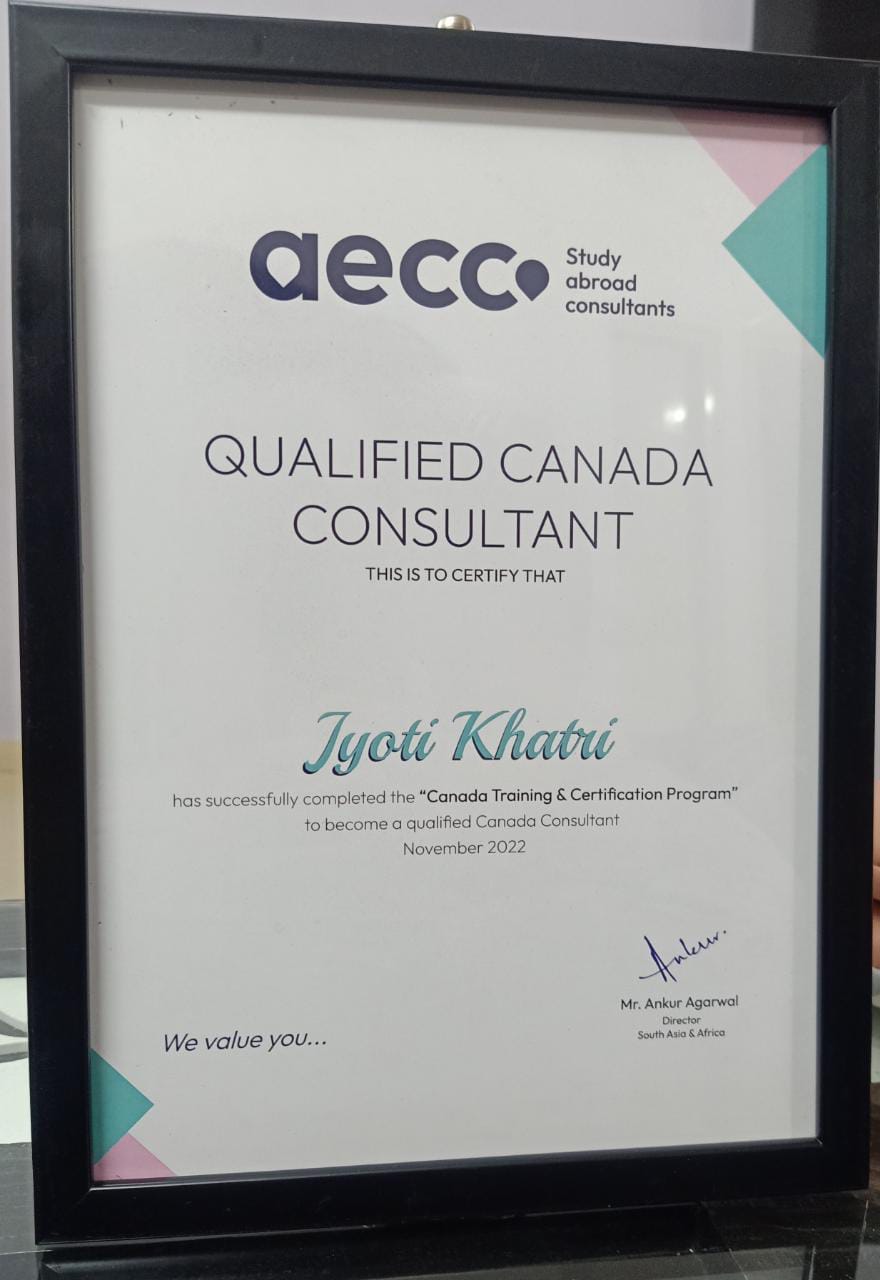 aecc
Study
abroad
consultants
QUALIFIED CANADA
CONSULTANT
THIS IS TO CERTIFY THAT
Jyoti Khatri
has successfully completed the “Canada Training & Certification Program”
to become a qualified Canada Consultant
November 2022
Ankur.
Mr. Ankur Agarwal
Director
South Asia & Africa
We value you...